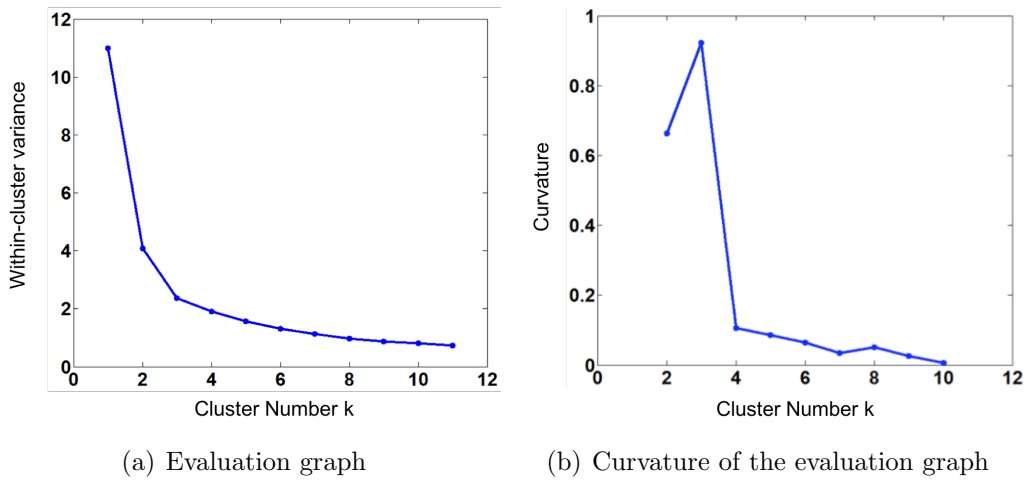 12
10
8
6
4
2
0
0 2 4 6 8 10 12
Within-cluster variance
Cluster Number k
(a) Evaluation graph
1
0.8
0.6
0.4
0.2
0
0 2 4 6 8 10 12
Curvature
Cluster Number k
(b) Curvature of the evaluation graph